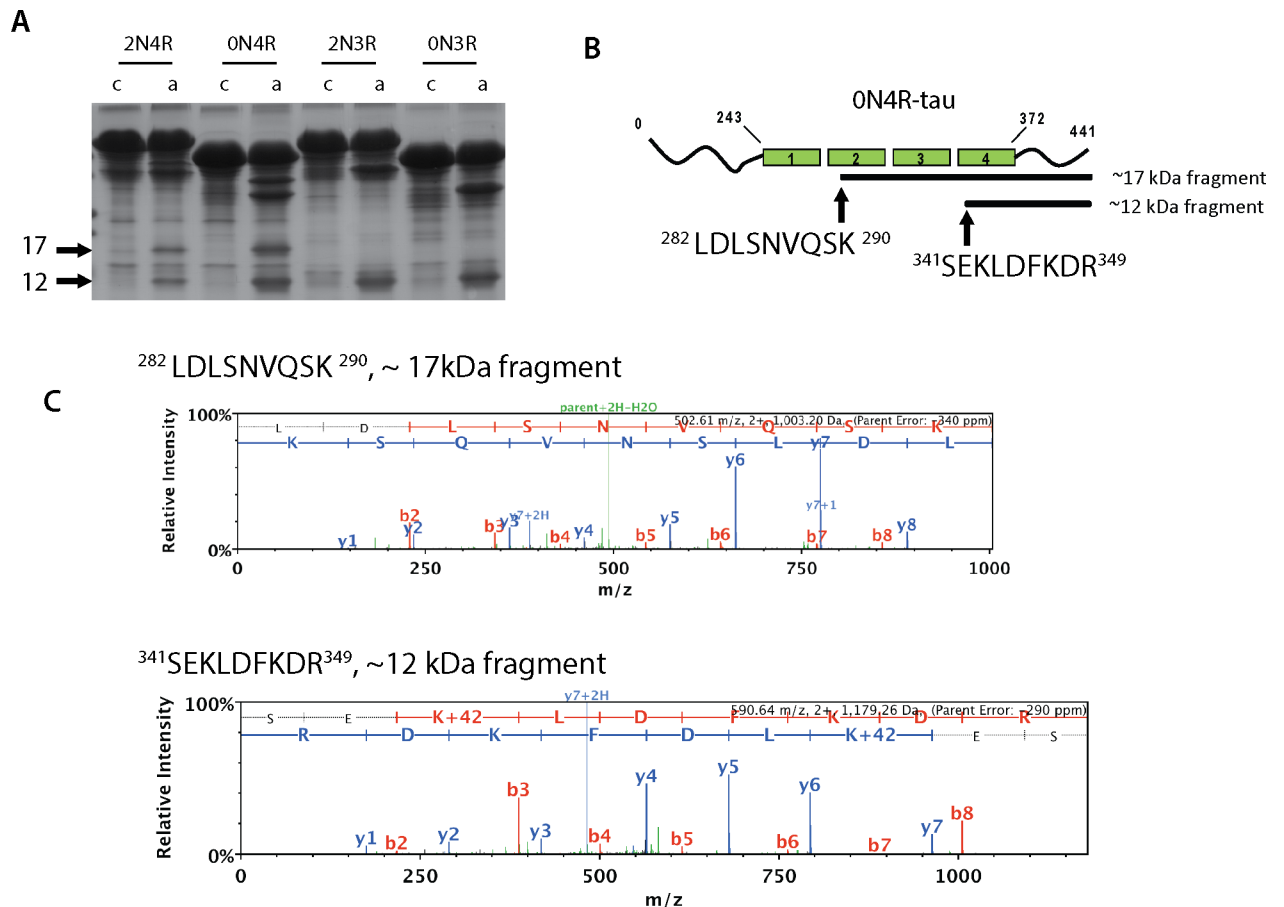 A
2N4R 0N4R 2N3R 0N3R
c a c a c a c a
17
12
B
0N4R-tau
0 243 372 441
1 2 3 4
~17 kDa fragment
~12 kDa fragment
282 LDLSNVQSK 290
341SEKLDFKDR349
282 LDLSNVQSK 290, ~ 17kDa fragment
C
parent+2H-H2O
100%
502.61 m/z, 2+, 1,003.20 Da, (Parent Error: -340 ppm)
L D L S N V Q S K
K S Q V N S L D L
y7
y6
y7+1
b2 y2 b3 y3 y7+2H b4 y4 b5 y5 b6 b7 b8 y8
y1
Relative Intensity
0%
0 250 500 750 1000
m/z
341SEKLDFKDR349, ~12 kDa fragment
y7+2H
100%
590.64 m/z, 2+, 1,179.26 Da, (Parent Error: -290 ppm)
S E K+42 L D F K D R
R D K F D L K+42 E S
y5
y4 y6
b3
b8
y1 b2 y2 y3 b4 b5 b6 b7 y7
Relative Intensity
0%
0 250 500 750 1000
m/z